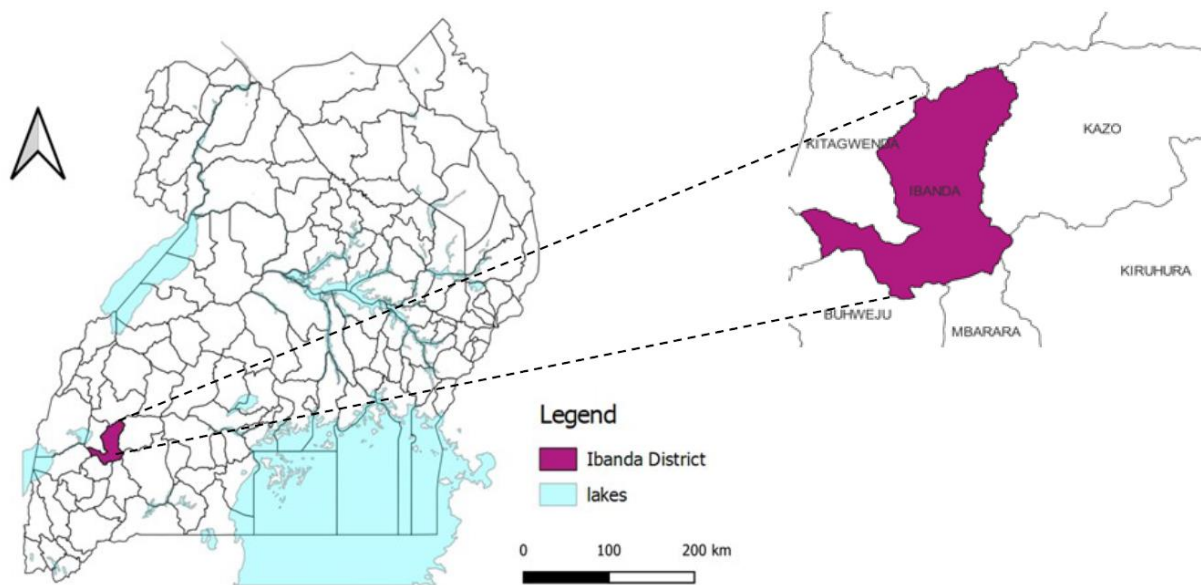 KAZO
KITAGWENDA
IBANDA
KIRUHURA
BUHWEJU
MBARARA
Legend
Ibanda District
lakes
0 100 200 km